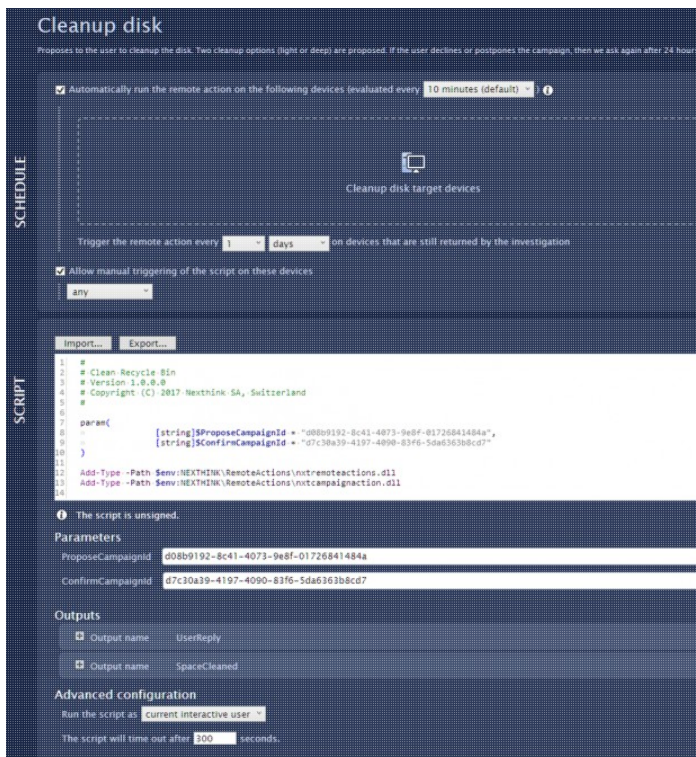 Cleanup disk
Proposes to the user to cleanup the disk. Two cleanup options (light or deep) are proposed. If the user declines or postpones the campaign, then we ask again after 24 hour
SCHEDULE
Automatically run the remote action on the following devices (evaluated every 10 minutes (default) )
Cleanup disk target devices
Trigger the remote action every 1 days on devices that are still returned by the investigation
Allow manual triggering of the script on these devices
any
SCRIPT
Import... Export...
1 #
2 # Clean Recycle Bin
3 # Version 1.0.0.0
4 # Copyright (C) 2017 Nexthink SA, Switzerland
5 #
6
7 param(
8 [string]$ProposeCampaignId = "d08b9192-8c41-4073-9e8f-01726841484a",
9 [string]$ConfirmCampaignId = "d7c30a39-4197-4090-83f6-5da6363b8cd7"
10 )
11
12 Add-Type -Path $env:NEXTHINK\RemoteActions\nxtremoteactions.dll
13 Add-Type -Path $env:NEXTHINK\RemoteActions\nxtcampaignaction.dll
14
The script is unsigned.
Parameters
ProposeCampaignId d08b9192-8c41-4073-9e8f-01726841484a
ConfirmCampaignId d7c30a39-4197-4090-83f6-5da6363b8cd7
Outputs
Output name UserReply
Output name SpaceCleaned
Advanced configuration
Run the script as current interactive user
The script will time out after 300 seconds.